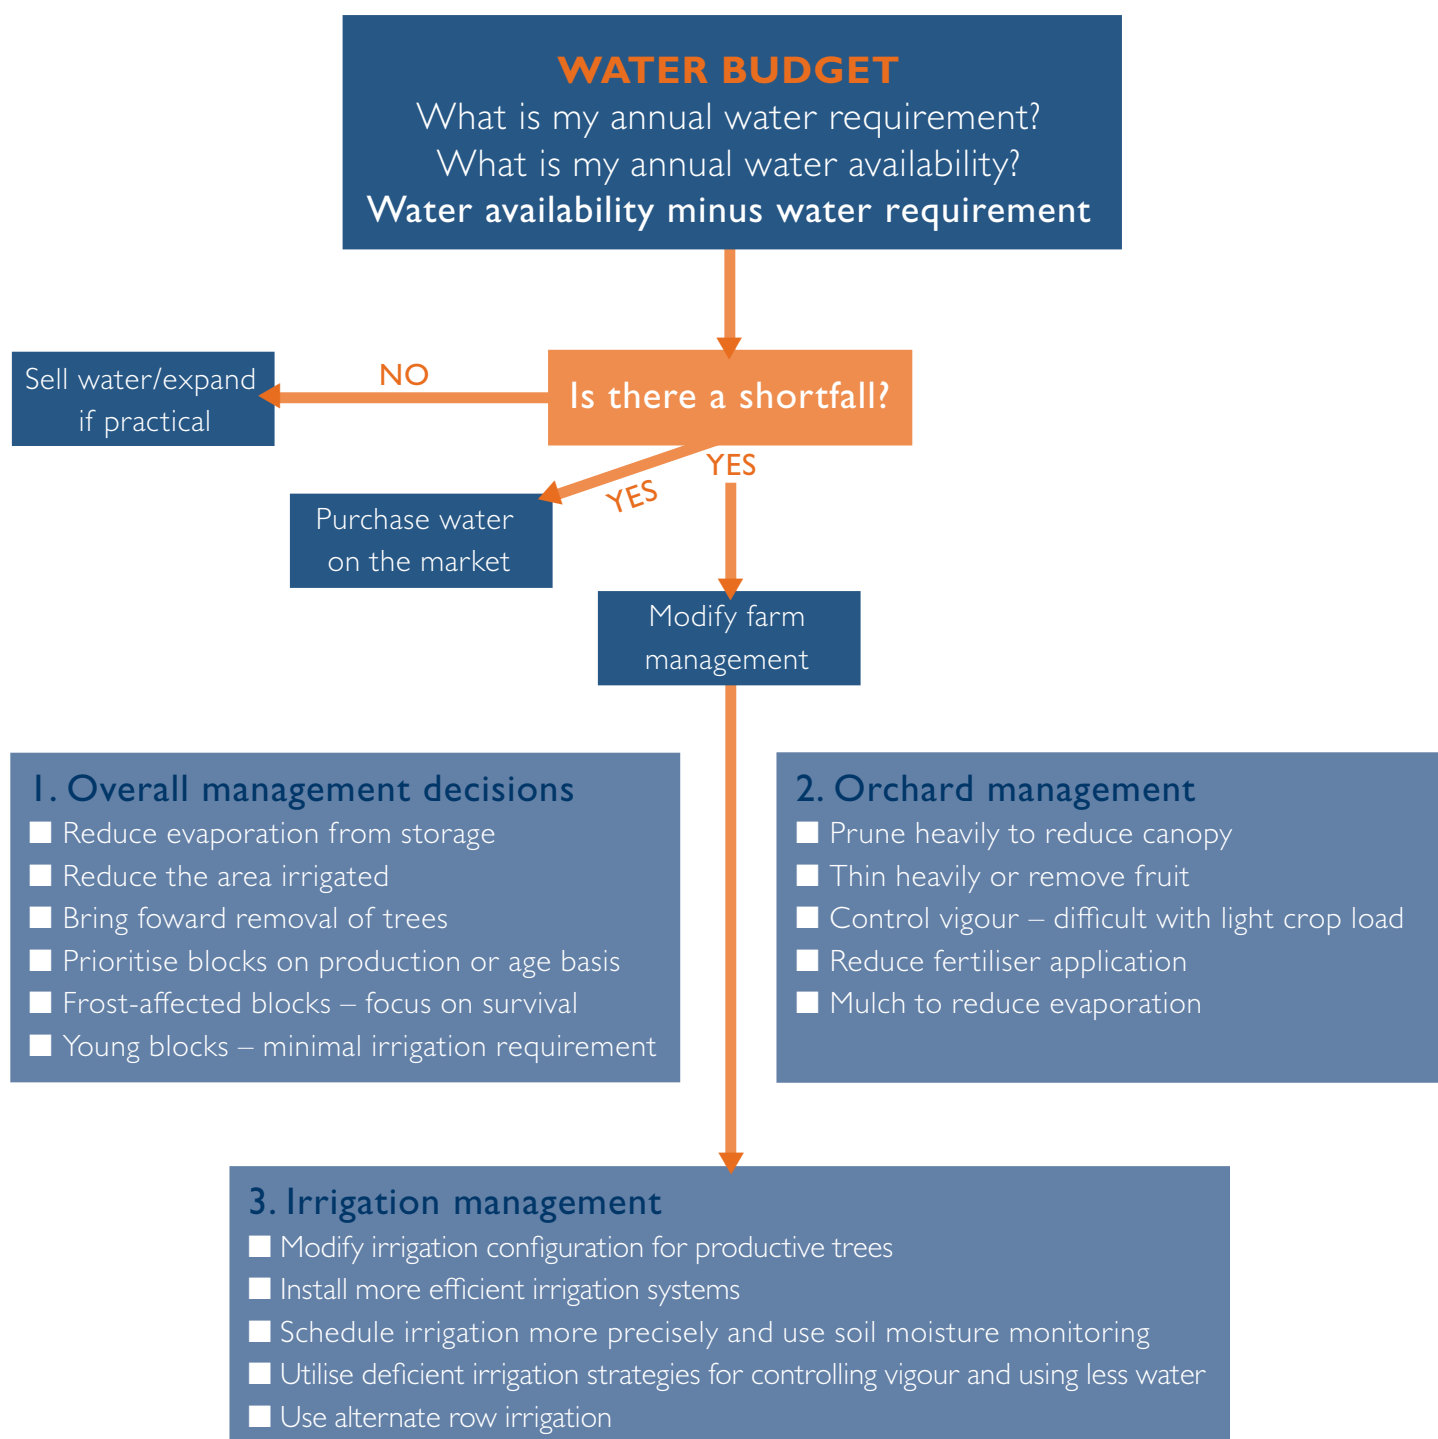 WATER BUDGET
What is my annual water requirement?
What is my annual water availability?
Water availability minus water requirement
Is there a shortfall?
NO
Sell water/expand
if practical
YES
Purchase water
on the market
YES
Modify farm
management
1. Overall management decisions
■ Reduce evaporation from storage
■ Reduce the area irrigated
■ Bring foward removal of trees
■ Prioritise blocks on production or age basis
■ Frost-affected blocks – focus on survival
■ Young blocks – minimal irrigation requirement
2. Orchard management
■ Prune heavily to reduce canopy
■ Thin heavily or remove fruit
■ Control vigour – difficult with light crop load
■ Reduce fertiliser application
■ Mulch to reduce evaporation
3. Irrigation management
■ Modify irrigation configuration for productive trees
■ Install more efficient irrigation systems
■ Schedule irrigation more precisely and use soil moisture monitoring
■ Utilise deficient irrigation strategies for controlling vigour and using less water
■ Use alternate row irrigation